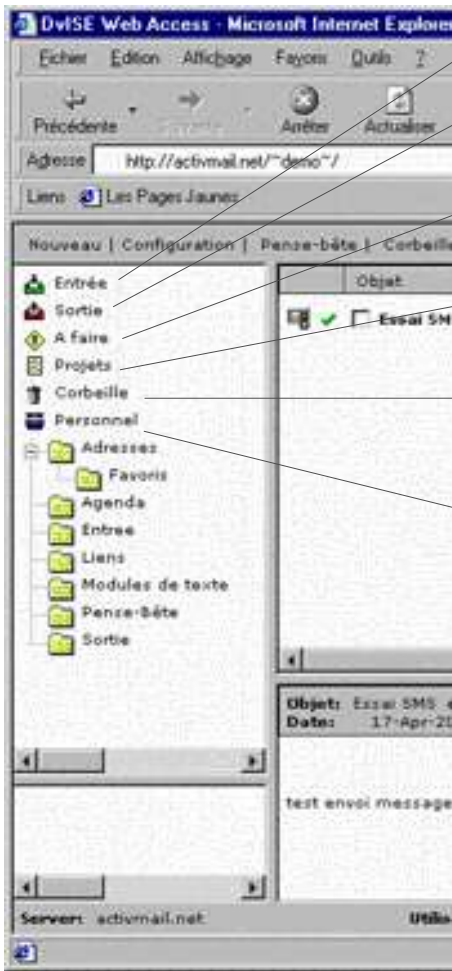 DvISE Web Access - Microsoft Internet Explorer
Fichier Edition Affichage Favoris Outils ?
Précédente Suivante Arrêter Actualiser
Adresse http://activmail.net/~demo~/
Liens Les Pages Jaunes
Nouveau | Configuration | Pense-bête | Corbeille
Entrée
Sortie
A faire
Projets
Corbeille
Personnel
Adresses
Favoris
Agenda
Entree
Liens
Modules de texte
Pense-Bête
Sortie
Objet
Essai SM
Objet: Essai SMS
Date: 17-Apr-20
test envoi message
Server: activmail.net Utilis